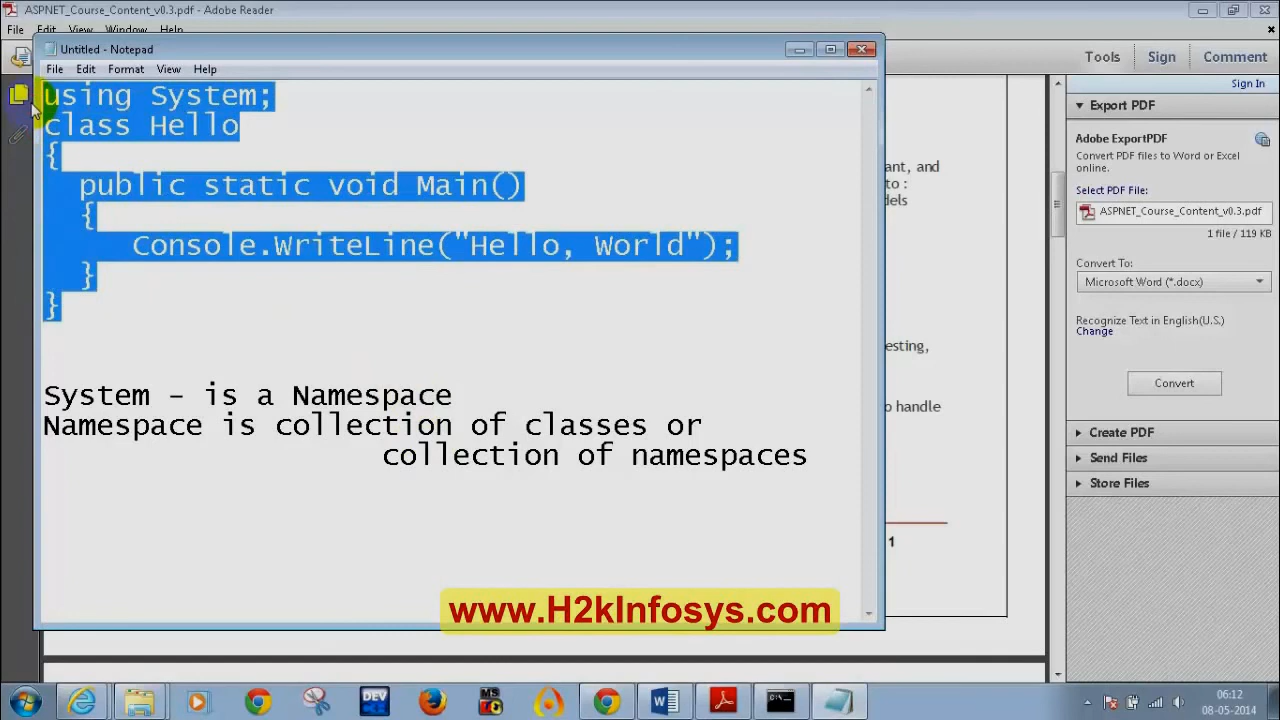 ASPNET_Course_Content_v0.3.pdf - Adobe Reader
File Edit View Window Help
Untitled - Notepad
File Edit Format View Help
Tools Sign Comment
using System;
class Hello
{
public static void Main()
{
Console.WriteLine("Hello, World");
}
}
System - is a Namespace
Namespace is collection of classes or
collection of namespaces
ant, and
to :
dels
esting,
o handle
1
Sign In
Export PDF
Adobe ExportPDF
Convert PDF files to Word or Excel
online.
Select PDF File:
ASPNET_Course_Content_v0.3.pdf
1 file / 119 KB
Convert To:
Microsoft Word (*.docx)
Recognize Text in English(U.S.)
Change
Convert
Create PDF
Send Files
Store Files
www.H2kInfosys.com
DEV
MS
C:\
W
06:12
08-05-2014